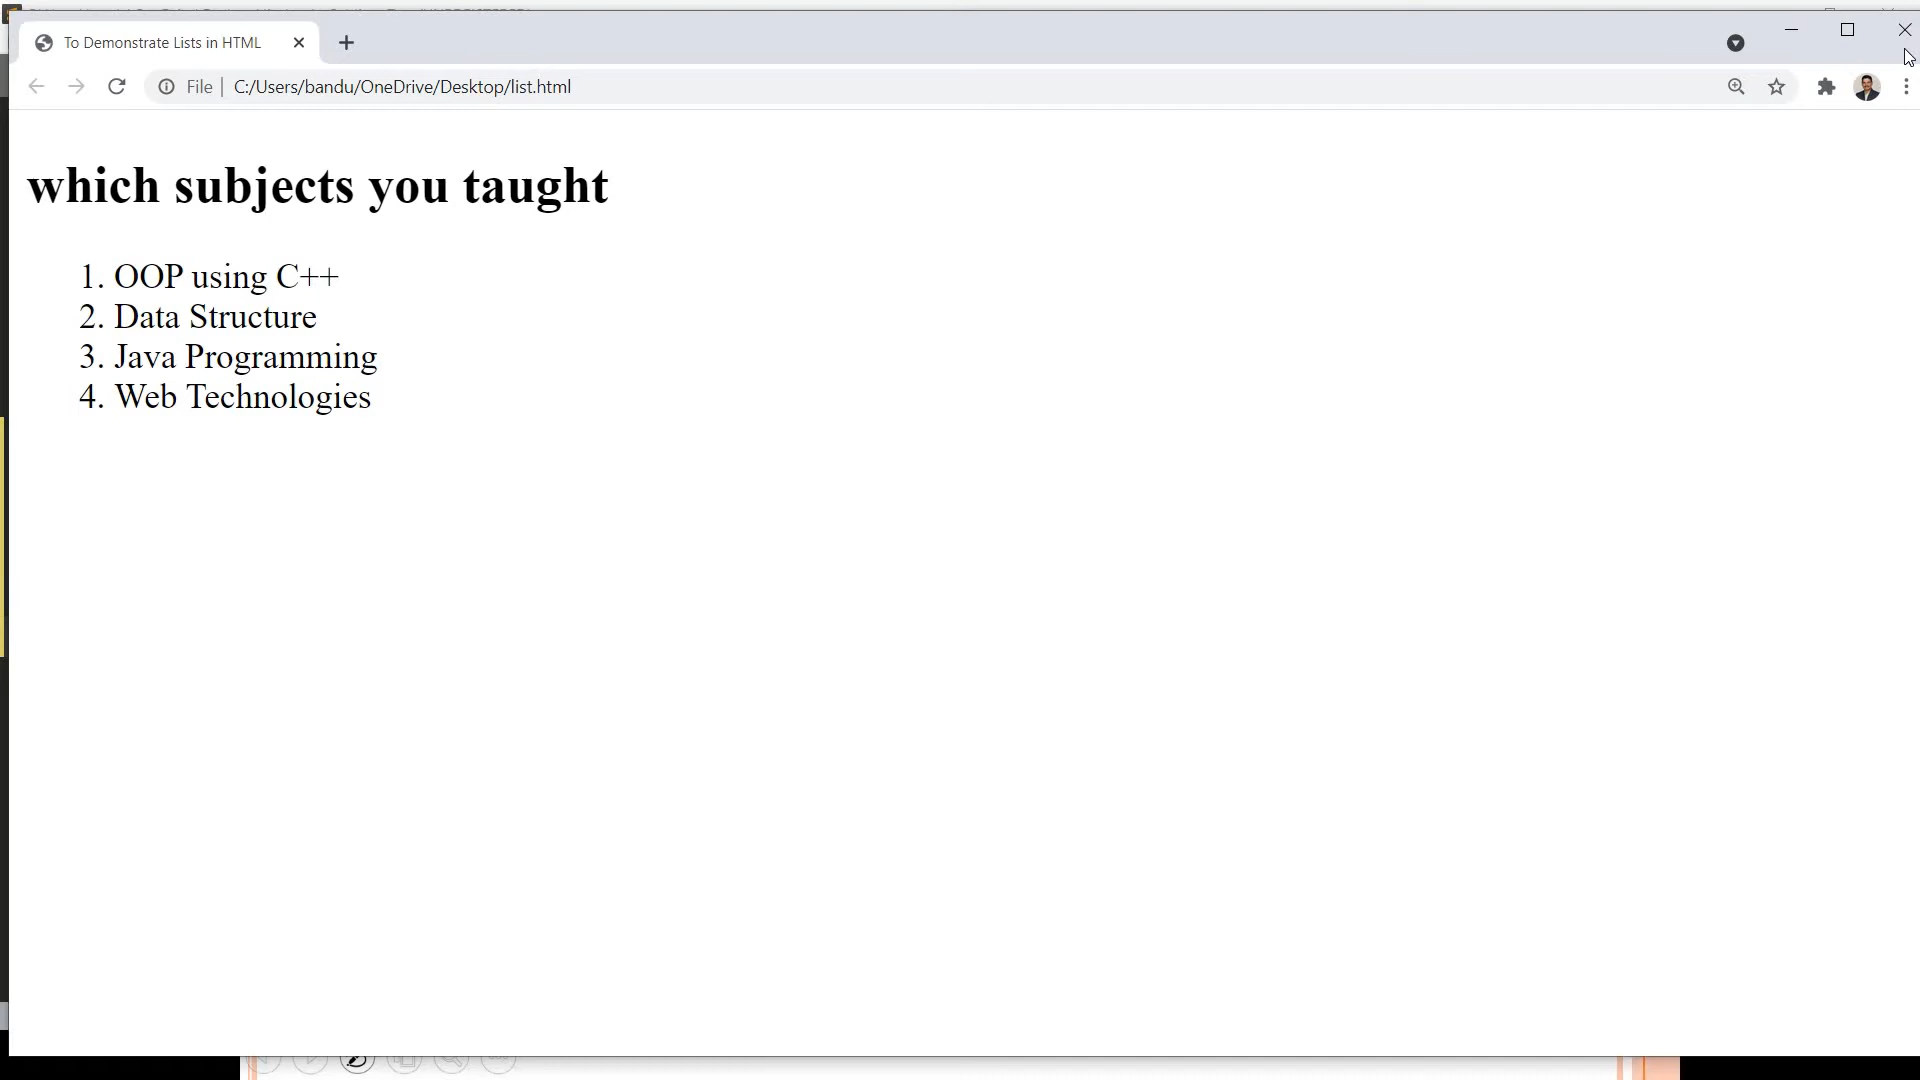 To Demonstrate Lists in HTML
File | C:/Users/bandu/OneDrive/Desktop/list.html
which subjects you taught
1. OOP using C++
2. Data Structure
3. Java Programming
4. Web Technologies